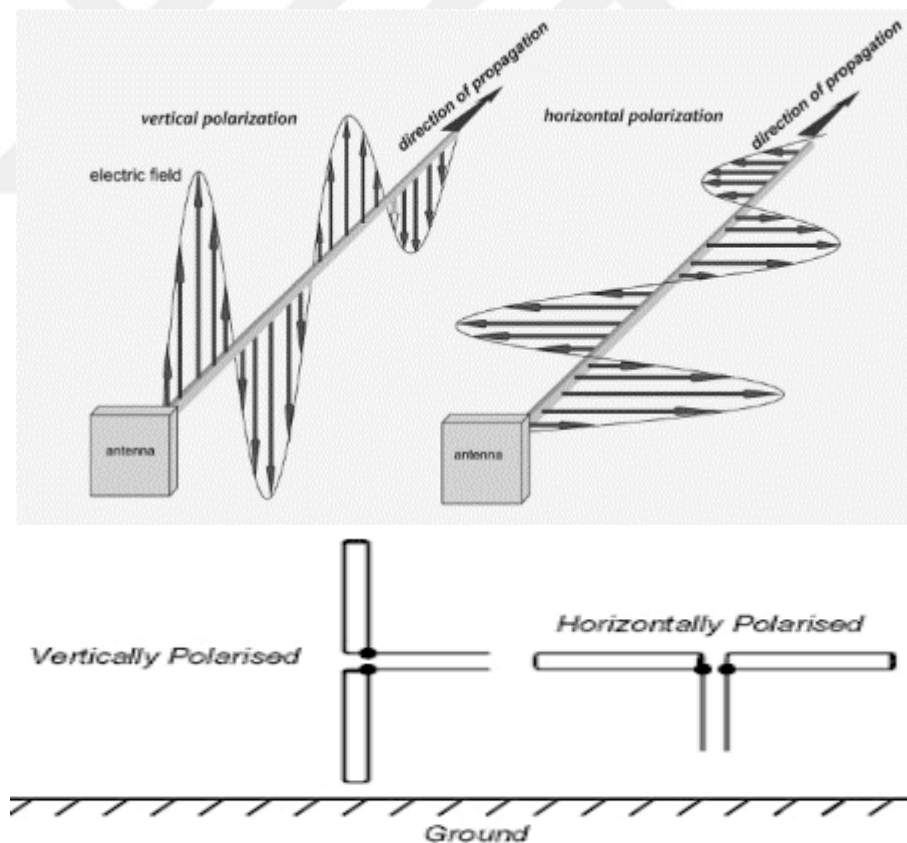 vertical polarization
direction of propagation
electric field
antenna
horizontal polarization
direction of propagation
antenna
Vertically Polarised
Horizontally Polarised
Ground